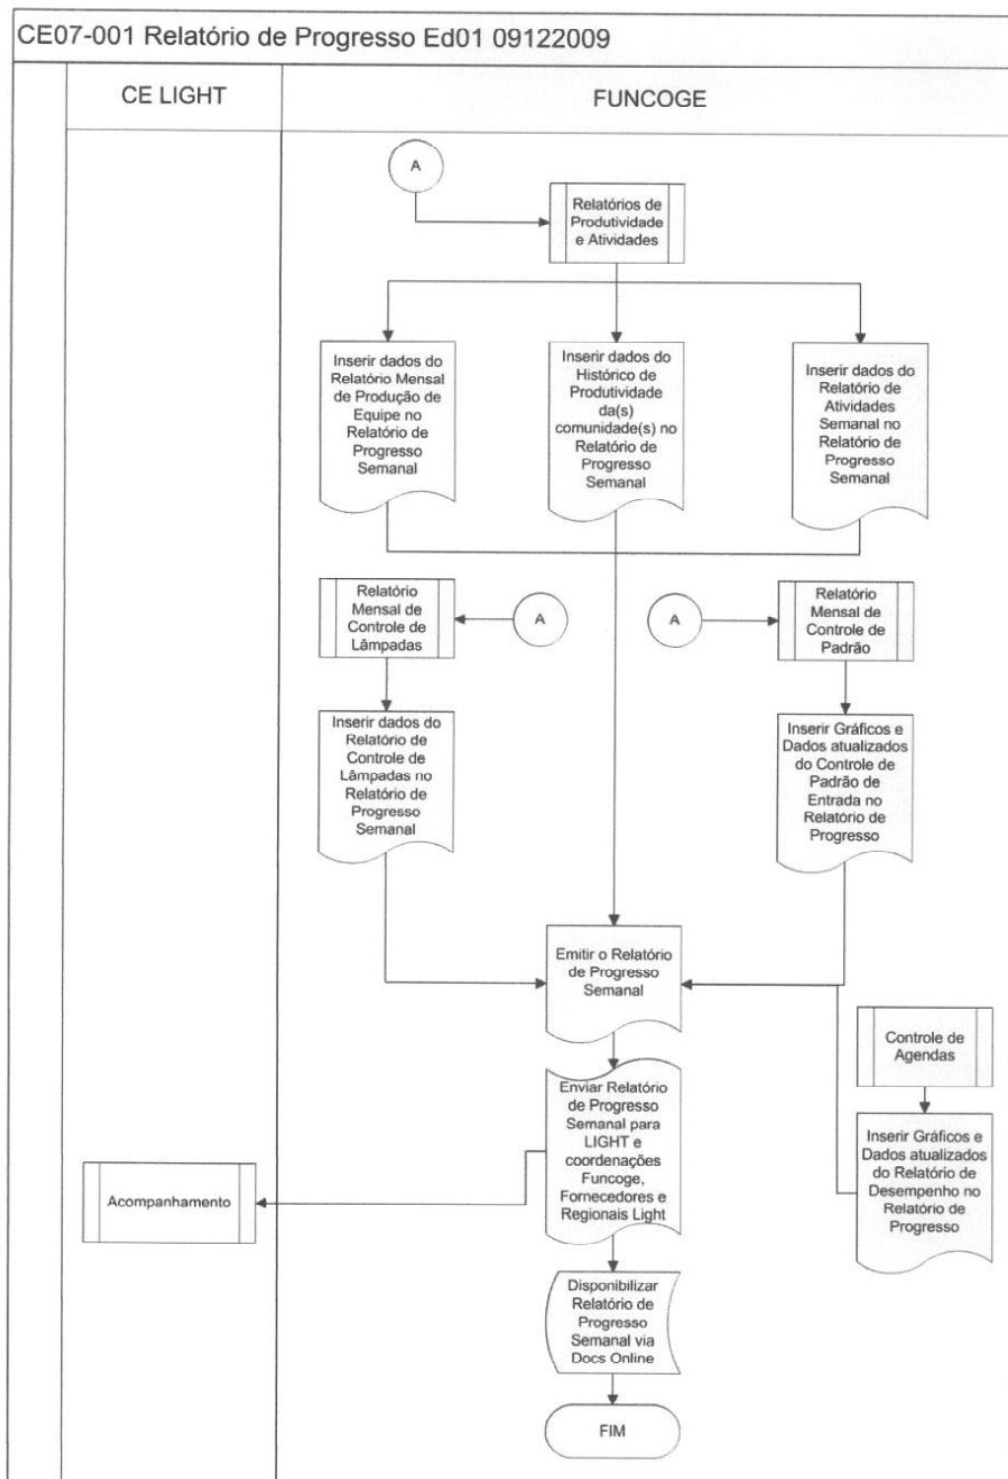 CE07-001 Relatório de Progresso Ed01 09122009
CE LIGHT
FUNCOGE
A
Relatórios de
Produtividade
e Atividades
Inserir dados do
Relatório Mensal
de Produção de
Equipe no
Relatório de
Progresso
Semanal
Inserir dados do
Histórico de
Produtividade
da(s)
comunidade(s) no
Relatório de
Progresso
Semanal
Inserir dados do
Relatório de
Atividades
Semanal no
Relatório de
Progresso
Semanal
Relatório
Mensal de
Controle de
Lâmpadas
A
A
Relatório
Mensal de
Controle de
Padrão
Inserir dados do
Relatório de
Controle de
Lâmpadas no
Relatório de
Progresso
Semanal
Inserir Gráficos e
Dados atualizados
do Controle de
Padrão de
Entrada no
Relatório de
Progresso
Emitir o Relatório
de Progresso
Semanal
Controle de
Agendas
Enviar Relatório
de Progresso
Semanal para
LIGHT e
coordenações
Funcoge,
Fornecedores e
Regionais Light
Inserir Gráficos e
Dados atualizados
do Relatório de
Desempenho no
Relatório de
Progresso
Acompanhamento
Disponibilizar
Relatório de
Progresso
Semanal via
Docs Online
FIM